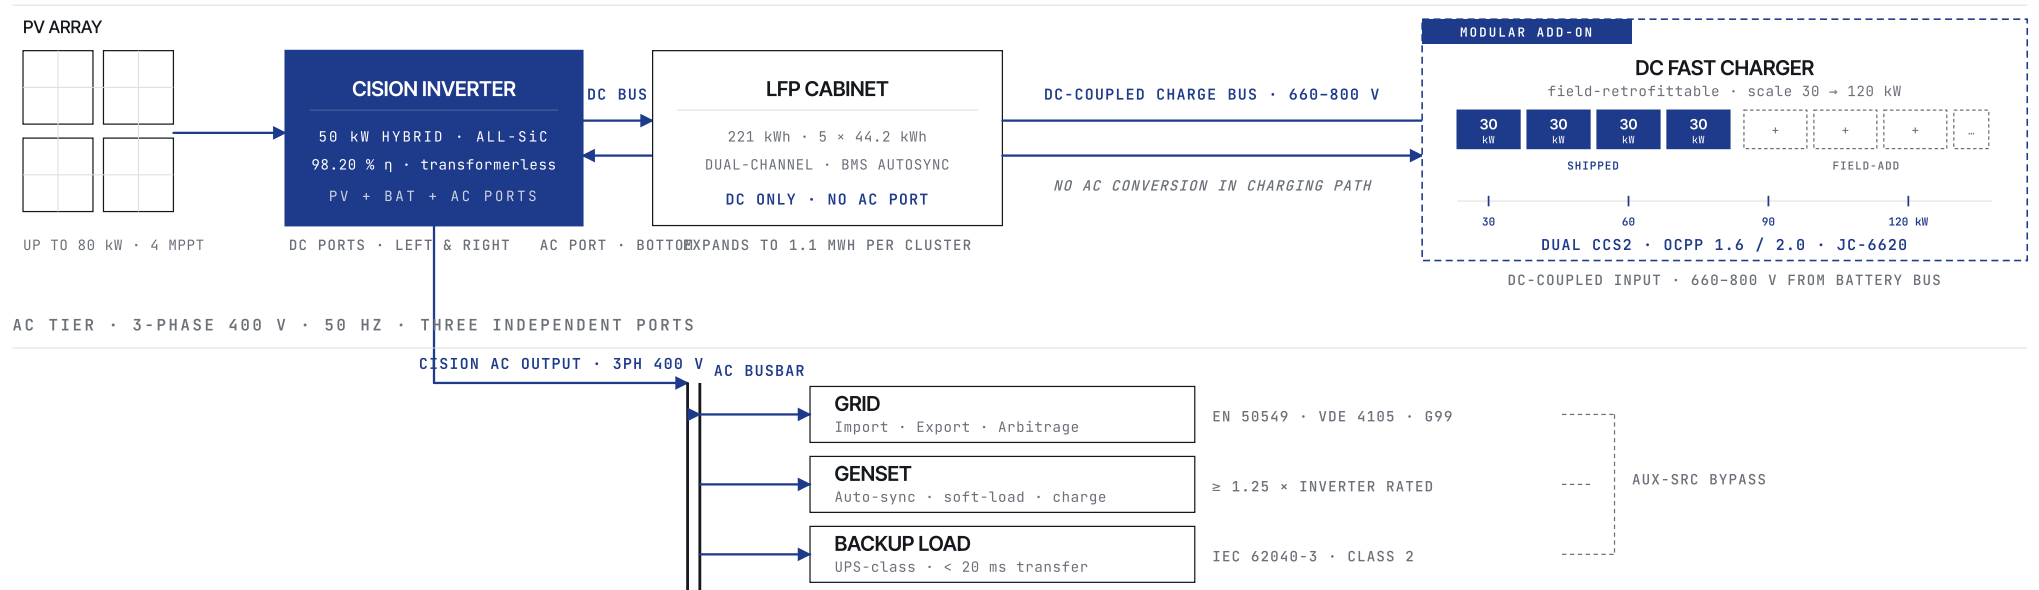 PV ARRAY
UP TO 80 kW · 4 MPPT
CISION INVERTER
50 kW HYBRID · ALL-SiC
98.20 % η · transformerless
PV + BAT + AC PORTS
DC PORTS · LEFT & RIGHT
AC PORT · BOTTOM
DC BUS
LFP CABINET
221 kWh · 5 × 44.2 kWh
DUAL-CHANNEL · BMS AUTOSYNC
DC ONLY · NO AC PORT
EXPANDS TO 1.1 MWH PER CLUSTER
DC-COUPLED CHARGE BUS · 660–800 V
NO AC CONVERSION IN CHARGING PATH
MODULAR ADD-ON
DC FAST CHARGER
field-retrofittable · scale 30 → 120 kW
30 30 30 30 + + + …
kW kW kW kW
SHIPPED FIELD-ADD
30 60 90 120 kW
DUAL CCS2 · OCPP 1.6 / 2.0 · JC-6620
DC-COUPLED INPUT · 660–800 V FROM BATTERY BUS
AC TIER · 3-PHASE 400 V · 50 HZ · THREE INDEPENDENT PORTS
CISION AC OUTPUT · 3PH 400 V
AC BUSBAR
GRID
Import · Export · Arbitrage
EN 50549 · VDE 4105 · G99
GENSET
Auto-sync · soft-load · charge
≥ 1.25 × INVERTER RATED
AUX-SRC BYPASS
BACKUP LOAD
UPS-class · < 20 ms transfer
IEC 62040-3 · CLASS 2